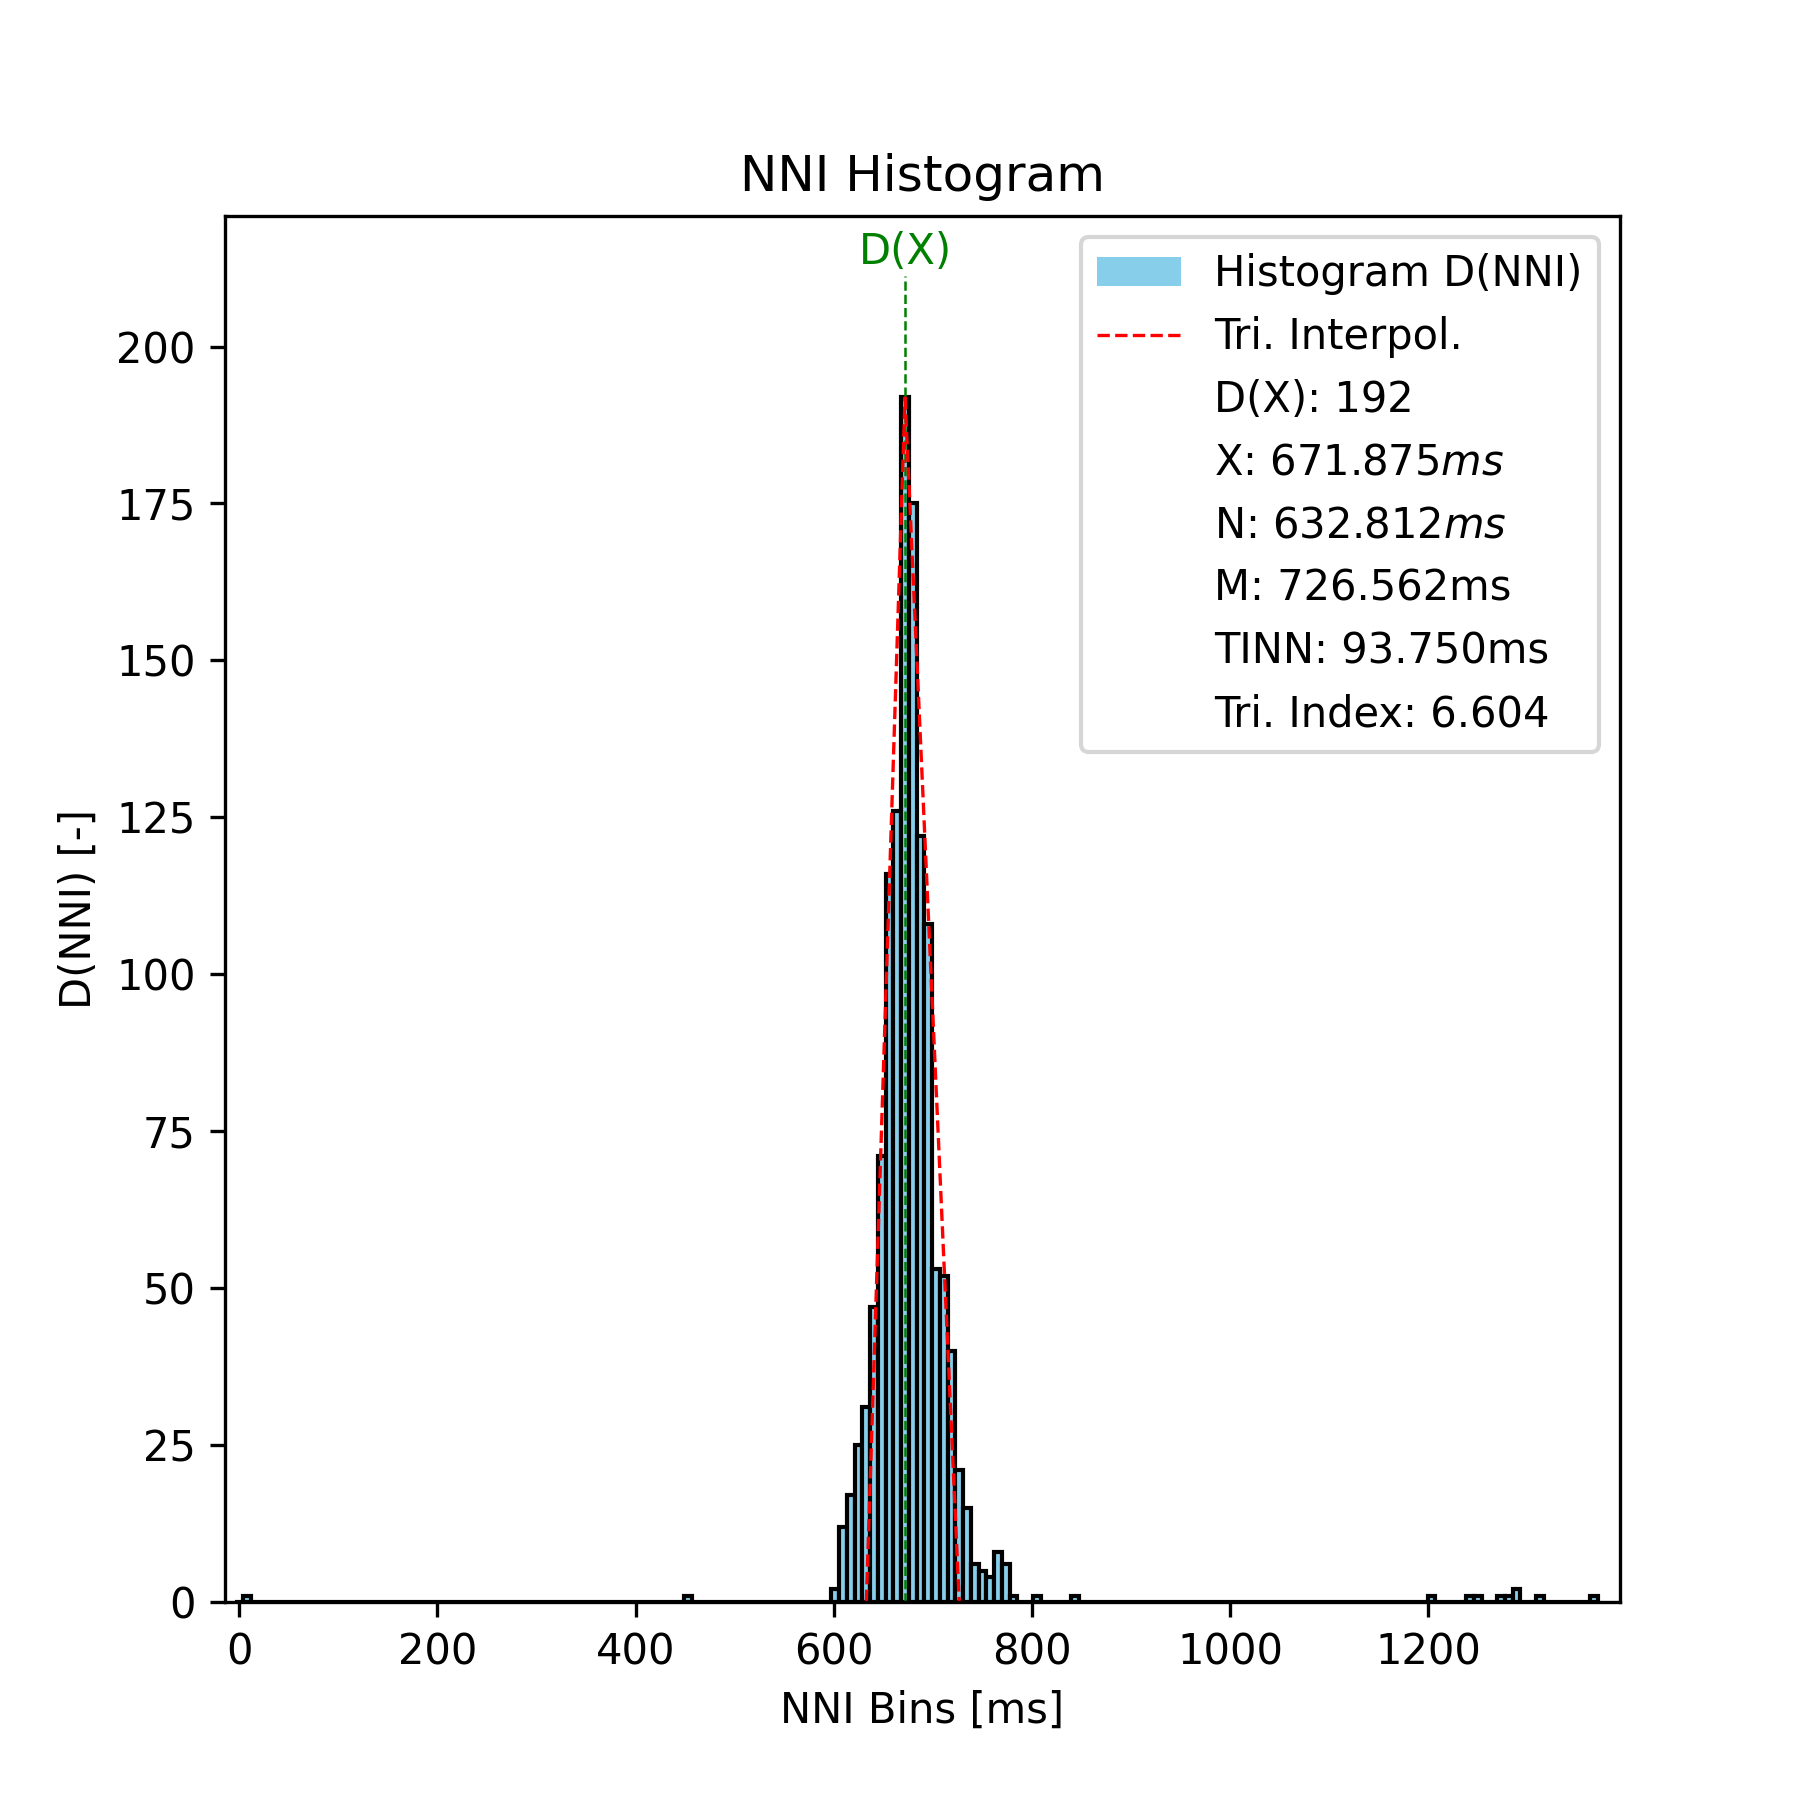 NNI Histogram
D(X)
Histogram D(NNI)
Tri. Interpol.
D(X): 192
X: 671.875ms
N: 632.812ms
M: 726.562ms
TINN: 93.750ms
Tri. Index: 6.604
D(NNI) [-]
200
175
150
125
100
75
50
25
0
0 200 400 600 800 1000 1200
NNI Bins [ms]